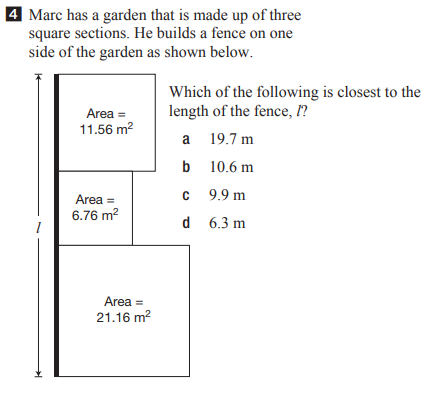 4 Marc has a garden that is made up of three
square sections. He builds a fence on one
side of the garden as shown below.
Area =
11.56 m²
Area =
6.76 m²
l
Area =
21.16 m²
Which of the following is closest to the
length of the fence, l?
a 19.7 m
b 10.6 m
c 9.9 m
d 6.3 m